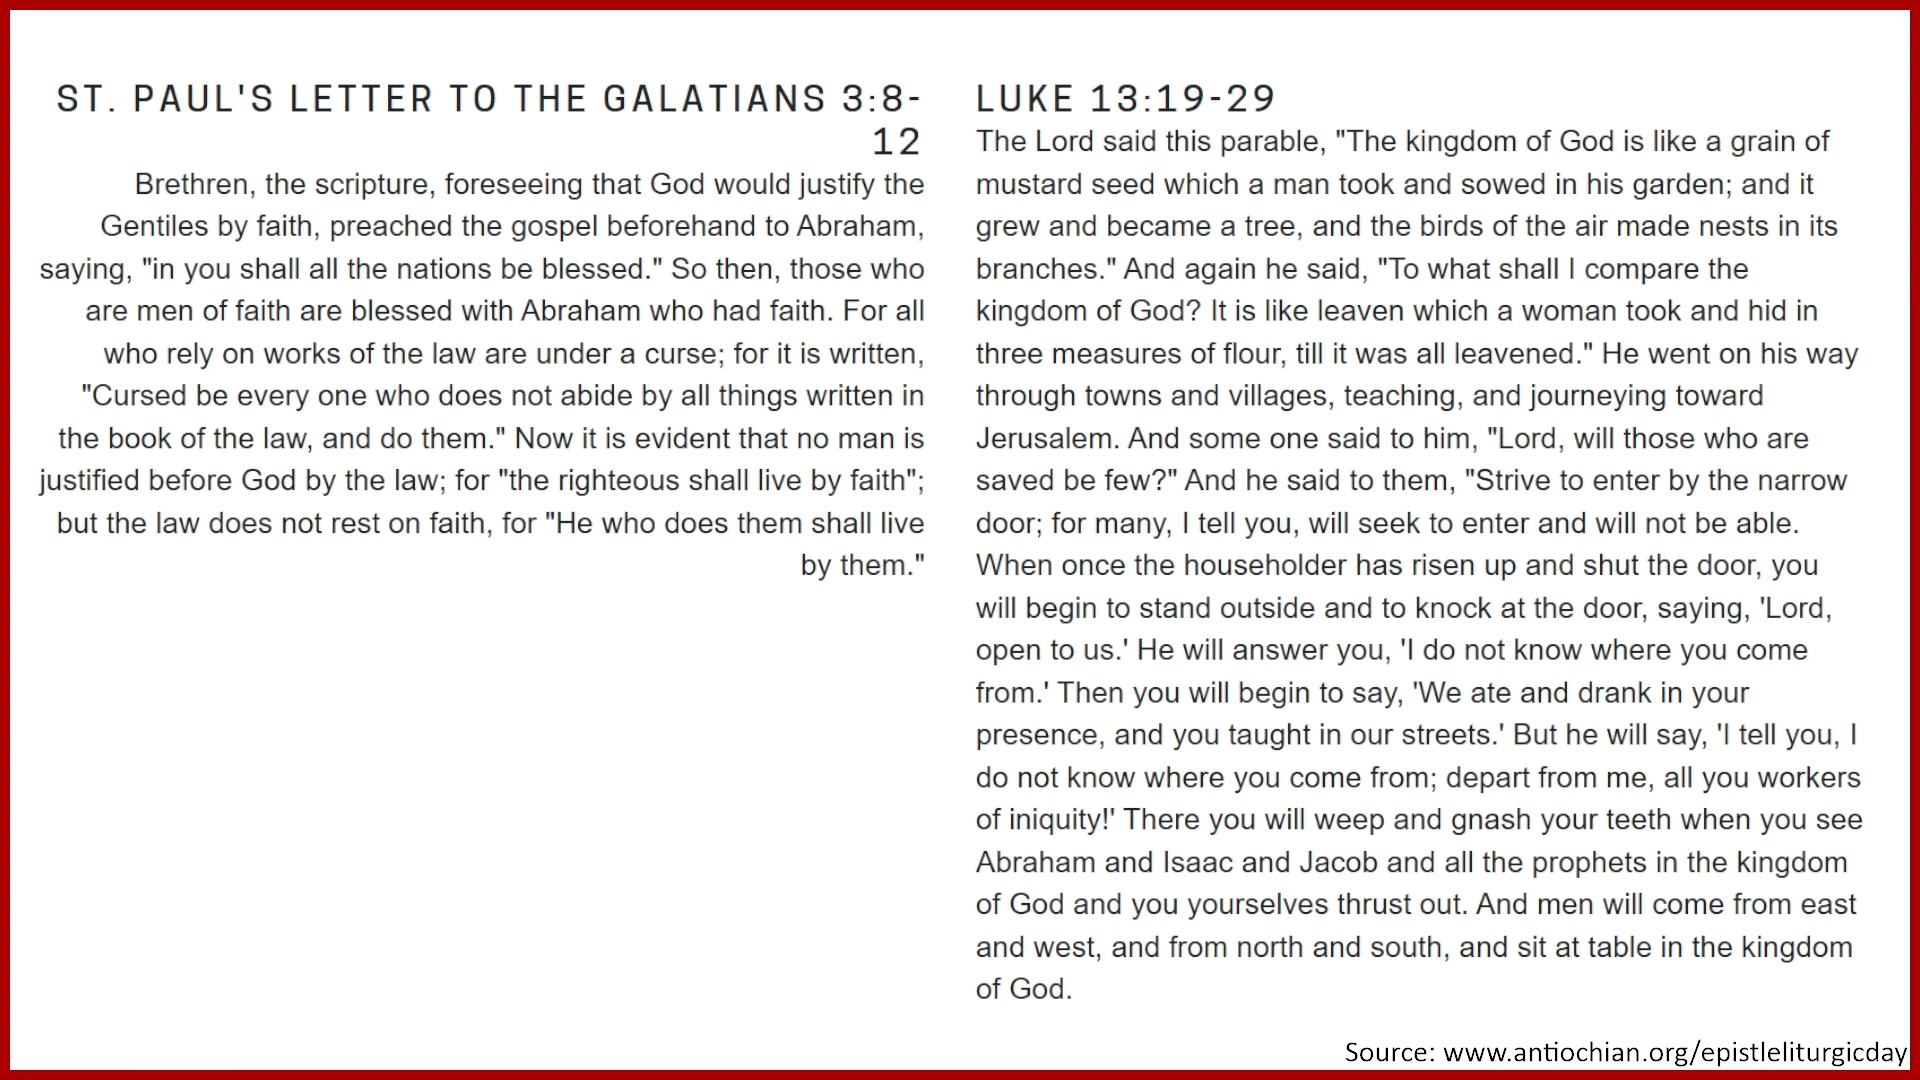 ST. PAUL'S LETTER TO THE GALATIANS 3:8-
12
Brethren, the scripture, foreseeing that God would justify the
Gentiles by faith, preached the gospel beforehand to Abraham,
saying, "in you shall all the nations be blessed." So then, those who
are men of faith are blessed with Abraham who had faith. For all
who rely on works of the law are under a curse; for it is written,
"Cursed be every one who does not abide by all things written in
the book of the law, and do them." Now it is evident that no man is
justified before God by the law; for "the righteous shall live by faith";
but the law does not rest on faith, for "He who does them shall live
by them."
LUKE 13:19-29
The Lord said this parable, "The kingdom of God is like a grain of
mustard seed which a man took and sowed in his garden; and it
grew and became a tree, and the birds of the air made nests in its
branches." And again he said, "To what shall I compare the
kingdom of God? It is like leaven which a woman took and hid in
three measures of flour, till it was all leavened." He went on his way
through towns and villages, teaching, and journeying toward
Jerusalem. And some one said to him, "Lord, will those who are
saved be few?" And he said to them, "Strive to enter by the narrow
door; for many, I tell you, will seek to enter and will not be able.
When once the householder has risen up and shut the door, you
will begin to stand outside and to knock at the door, saying, 'Lord,
open to us.' He will answer you, 'I do not know where you come
from.' Then you will begin to say, 'We ate and drank in your
presence, and you taught in our streets.' But he will say, 'I tell you, I
do not know where you come from; depart from me, all you workers
of iniquity!' There you will weep and gnash your teeth when you see
Abraham and Isaac and Jacob and all the prophets in the kingdom
of God and you yourselves thrust out. And men will come from east
and west, and from north and south, and sit at table in the kingdom
of God.
Source: www.antiochian.org/epistleliturgicday